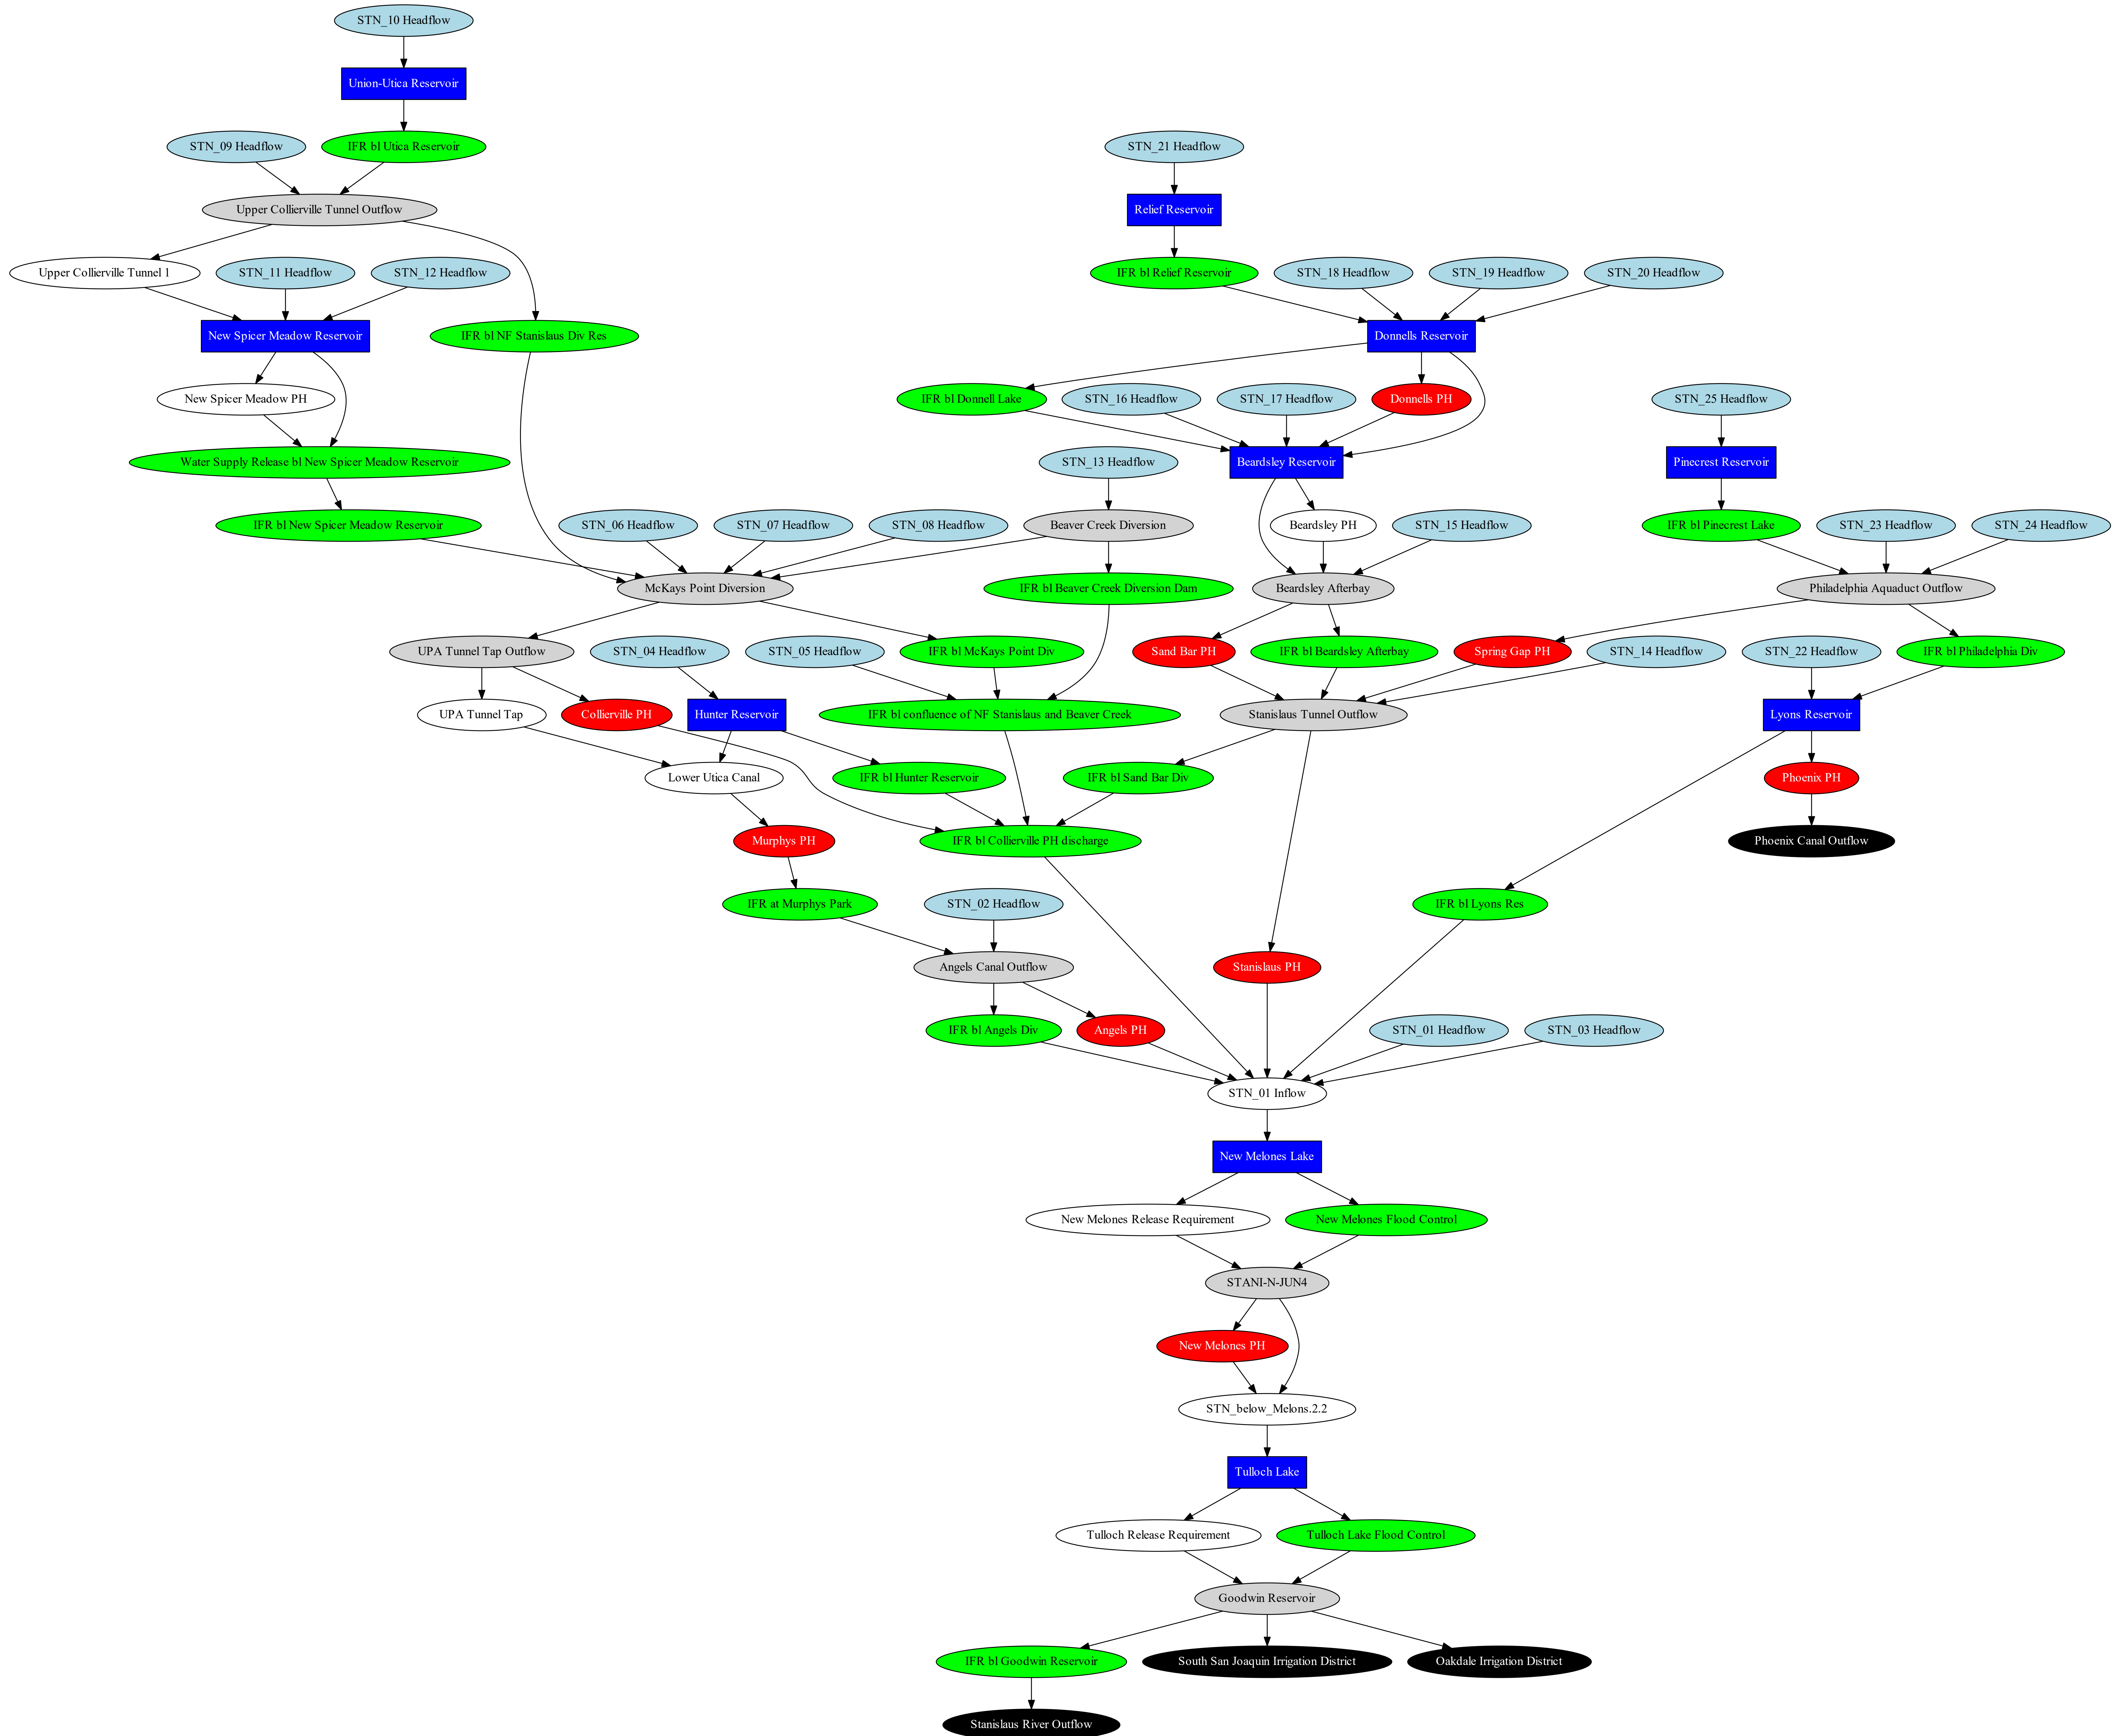 STN_10 Headflow
Union-Utica Reservoir
STN_09 Headflow
IFR bl Utica Reservoir
STN_21 Headflow
Upper Collierville Tunnel Outflow
Relief Reservoir
Upper Collierville Tunnel 1
STN_11 Headflow
STN_12 Headflow
IFR bl Relief Reservoir
STN_18 Headflow
STN_19 Headflow
STN_20 Headflow
New Spicer Meadow Reservoir
IFR bl NF Stanislaus Div Res
Donnells Reservoir
New Spicer Meadow PH
IFR bl Donnell Lake
STN_16 Headflow
STN_17 Headflow
Donnells PH
STN_25 Headflow
Water Supply Release bl New Spicer Meadow Reservoir
STN_13 Headflow
Beardsley Reservoir
Pinecrest Reservoir
IFR bl New Spicer Meadow Reservoir
STN_06 Headflow
STN_07 Headflow
STN_08 Headflow
Beaver Creek Diversion
Beardsley PH
STN_15 Headflow
IFR bl Pinecrest Lake
STN_23 Headflow
STN_24 Headflow
McKays Point Diversion
IFR bl Beaver Creek Diversion Dam
Beardsley Afterbay
Philadelphia Aquaduct Outflow
UPA Tunnel Tap Outflow
STN_04 Headflow
STN_05 Headflow
IFR bl McKays Point Div
Sand Bar PH
IFR bl Beardsley Afterbay
Spring Gap PH
STN_14 Headflow
STN_22 Headflow
IFR bl Philadelphia Div
UPA Tunnel Tap
Collierville PH
Hunter Reservoir
IFR bl confluence of NF Stanislaus and Beaver Creek
Stanislaus Tunnel Outflow
Lyons Reservoir
Lower Utica Canal
IFR bl Hunter Reservoir
IFR bl Sand Bar Div
Phoenix PH
Murphys PH
IFR bl Collierville PH discharge
Phoenix Canal Outflow
IFR at Murphys Park
STN_02 Headflow
IFR bl Lyons Res
Angels Canal Outflow
Stanislaus PH
IFR bl Angels Div
Angels PH
STN_01 Headflow
STN_03 Headflow
STN_01 Inflow
New Melones Lake
New Melones Release Requirement
New Melones Flood Control
STANI-N-JUN4
New Melones PH
STN_below_Melons.2.2
Tulloch Lake
Tulloch Release Requirement
Tulloch Lake Flood Control
Goodwin Reservoir
IFR bl Goodwin Reservoir
South San Joaquin Irrigation District
Oakdale Irrigation District
Stanislaus River Outflow